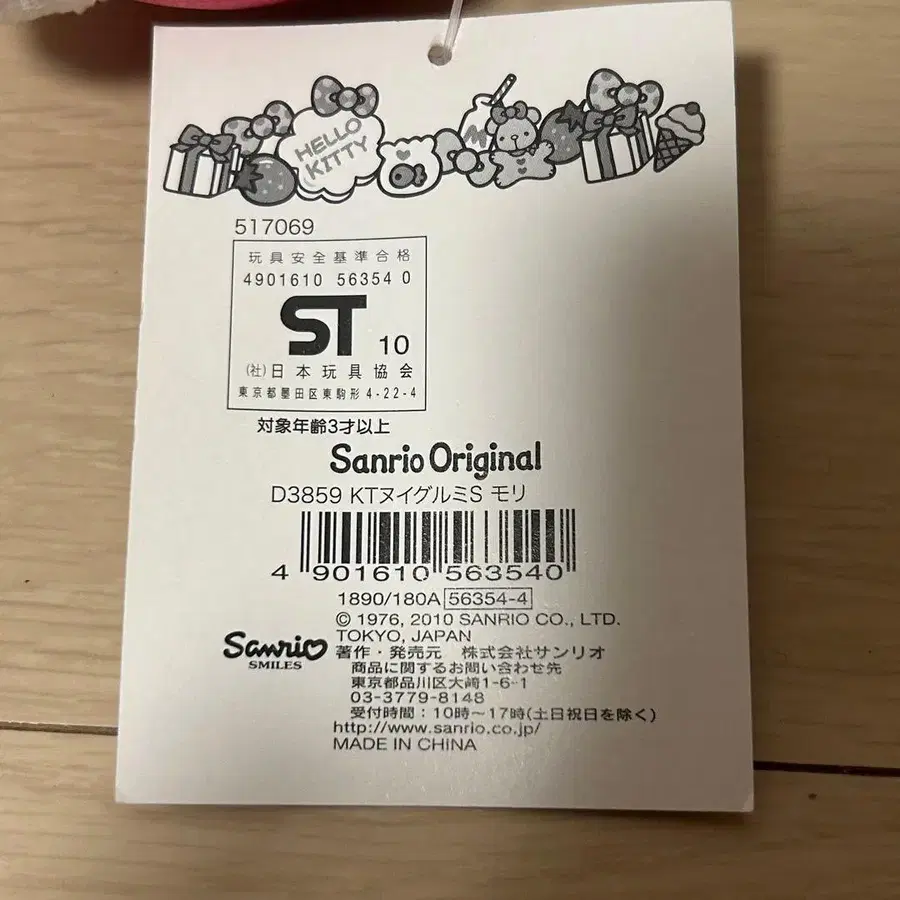 HELLO
KITTY
517069
玩具安全基準合格
4901610 56354 0
ST 10
(社)日本玩具協会
東京都墨田区東駒形4-22-4
対象年齢3才以上
Sanrio Original
D3859 KTヌイグルミS モリ
4 901610 563540
1890/180A 56354-4
© 1976, 2010 SANRIO CO., LTD.
TOKYO, JAPAN
Sanrio
SMILES
著作・発売元 株式会社サンリオ
商品に関するお問い合わせ先
東京都品川区大崎1-6-1
03-3779-8148
受付時間：10時～17時(土日祝日を除く)
http://www.sanrio.co.jp/
MADE IN CHINA